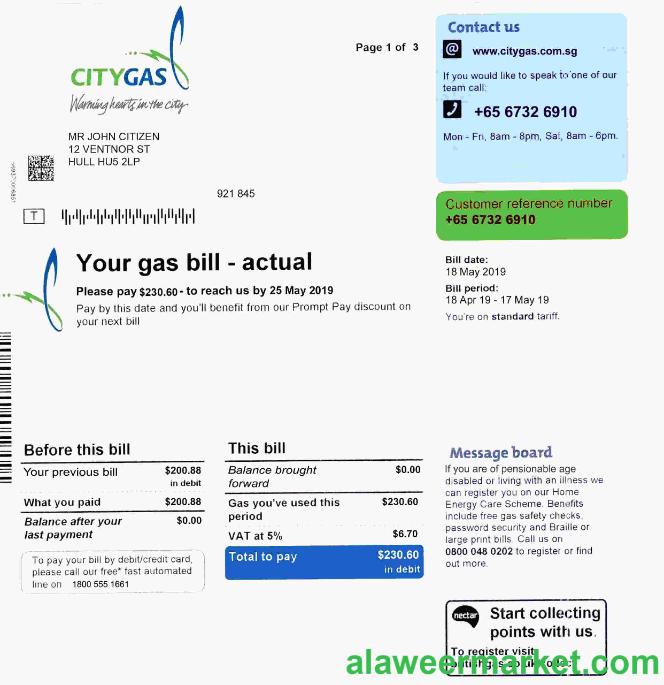 CITYGAS
Warming hearts in the city
Page 1 of 3
Contact us
@ www.citygas.com.sg
If you would like to speak to one of our
team call:
+65 6732 6910
Mon - Fri, 8am - 8pm, Sat, 8am - 6pm.
MR JOHN CITIZEN
12 VENTNOR ST
HULL HU5 2LP
921 845
T
Customer reference number
+65 6732 6910
Your gas bill - actual
Please pay $230.60 - to reach us by 25 May 2019
Pay by this date and you'll benefit from our Prompt Pay discount on
your next bill
Bill date:
18 May 2019
Bill period:
18 Apr 19 - 17 May 19
You're on standard tariff.
Before this bill
Your previous bill $200.88
in debit
What you paid $200.88
Balance after your $0.00
last payment
To pay your bill by debit/credit card,
please call our free* fast automated
line on 1800 555 1661
This bill
Balance brought $0.00
forward
Gas you've used this $230.60
period
VAT at 5% $6.70
Total to pay $230.60
in debit
Message board
If you are of pensionable age
disabled or living with an illness we
can register you on our Home
Energy Care Scheme. Benefits
include free gas safety checks,
password security and Braille or
large print bills. Call us on
0800 048 0202 to register or find
out more.
nectar
Start collecting
points with us.
To register visit
alaweermarket.com